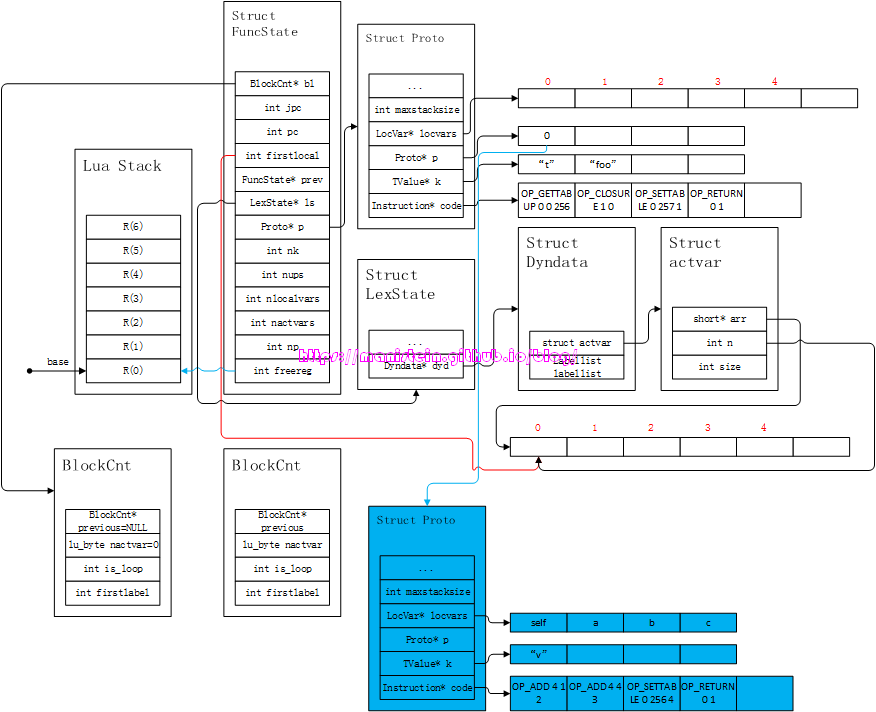 Struct
FuncState
BlockCnt* bl
int jpc
int pc
int firstlocal
FuncState* prev
LexState* ls
Proto* p
int nk
int nups
int nlocalvars
int nactvars
int np
int freereg
Struct Proto
...
int maxstacksize
LocVar* locvars
Proto* p
TValue* k
Instruction* code
0
1
2
3
4
0
“t”
“foo”
OP_GETTAB
UP 0 0 256
OP_CLOSUR
E 1 0
OP_SETTAB
LE 0 257 1
OP_RETURN
0 1
Lua Stack
R(6)
R(5)
R(4)
R(3)
R(2)
R(1)
R(0)
base
Struct
LexState
...
Dyndata* dyd
Struct
Dyndata
struct actvar
labellist
labellist
Struct
actvar
short* arr
int n
int size
https://manistein.github.io/blog/
0
1
2
3
4
BlockCnt
BlockCnt*
previous=NULL
lu_byte nactvar=0
int is_loop
int firstlabel
BlockCnt
BlockCnt*
previous
lu_byte nactvar
int is_loop
int firstlabel
Struct Proto
...
int maxstacksize
LocVar* locvars
Proto* p
TValue* k
Instruction* code
self
a
b
c
“v”
OP_ADD 4 1
2
OP_ADD 4 4
3
OP_SETTAB
LE 0 256 4
OP_RETURN
0 1